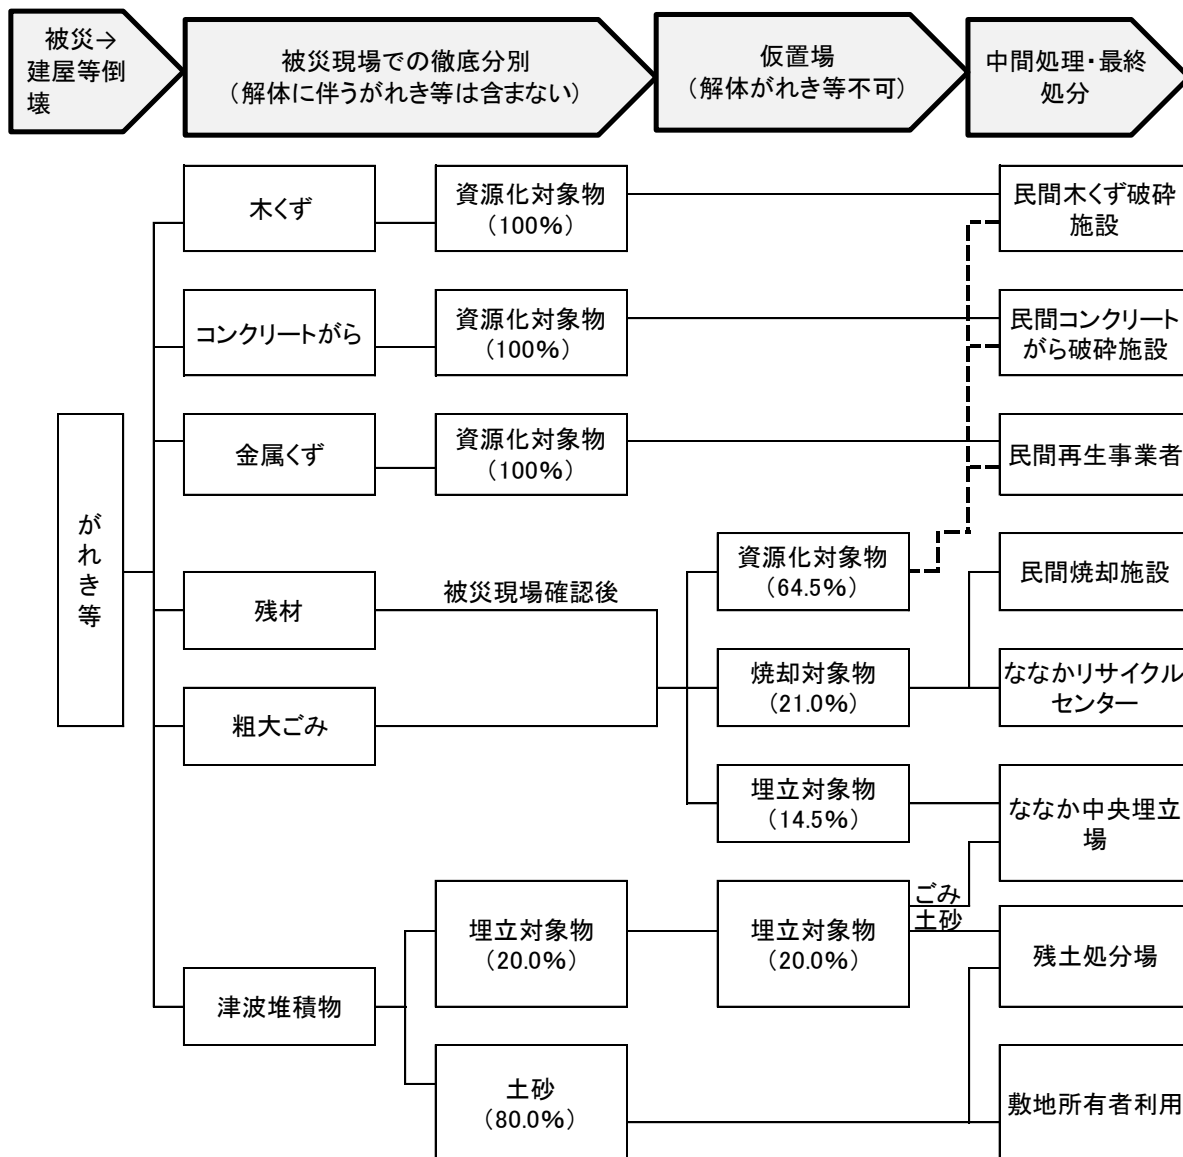 被災→
建屋等倒
壊
被災現場での徹底分別
（解体に伴うがれき等は含まない）
仮置場
（解体がれき等不可）
中間処理・最終
処分
木くず
資源化対象物
（100%）
民間木くず破砕
施設
コンクリートがら
資源化対象物
（100%）
民間コンクリート
がら破砕施設
金属くず
資源化対象物
（100%）
民間再生事業者
がれき等
残材
被災現場確認後
資源化対象物
（64.5%）
民間焼却施設
粗大ごみ
焼却対象物
（21.0%）
ななかリサイクル
センター
埋立対象物
（14.5%）
ななか中央埋立
場
津波堆積物
埋立対象物
（20.0%）
埋立対象物
（20.0%）
ごみ
土砂
残土処分場
土砂
（80.0%）
敷地所有者利用